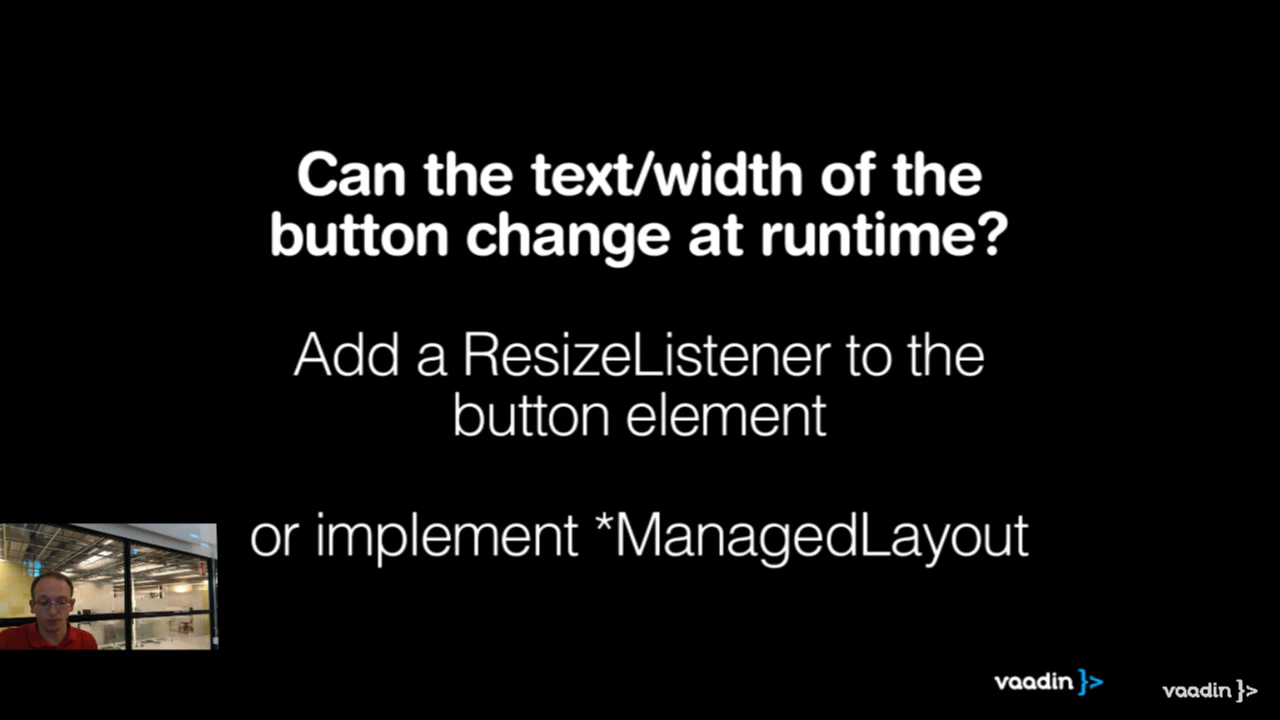 Can the text/width of the
button change at runtime?
Add a ResizeListener to the
button element
or implement *ManagedLayout
vaadin }>
vaadin }>